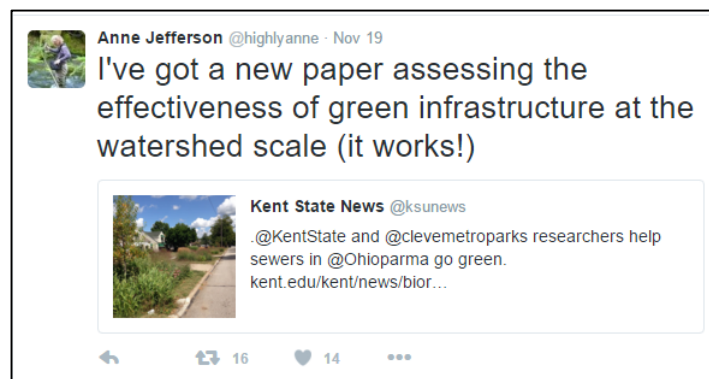 Anne Jefferson @highlyanne · Nov 19
I've got a new paper assessing the
effectiveness of green infrastructure at the
watershed scale (it works!)
Kent State News @ksunews
.@KentState and @clevemetroparks researchers help
sewers in @Ohioparma go green.
kent.edu/kent/news/bior…
16 14